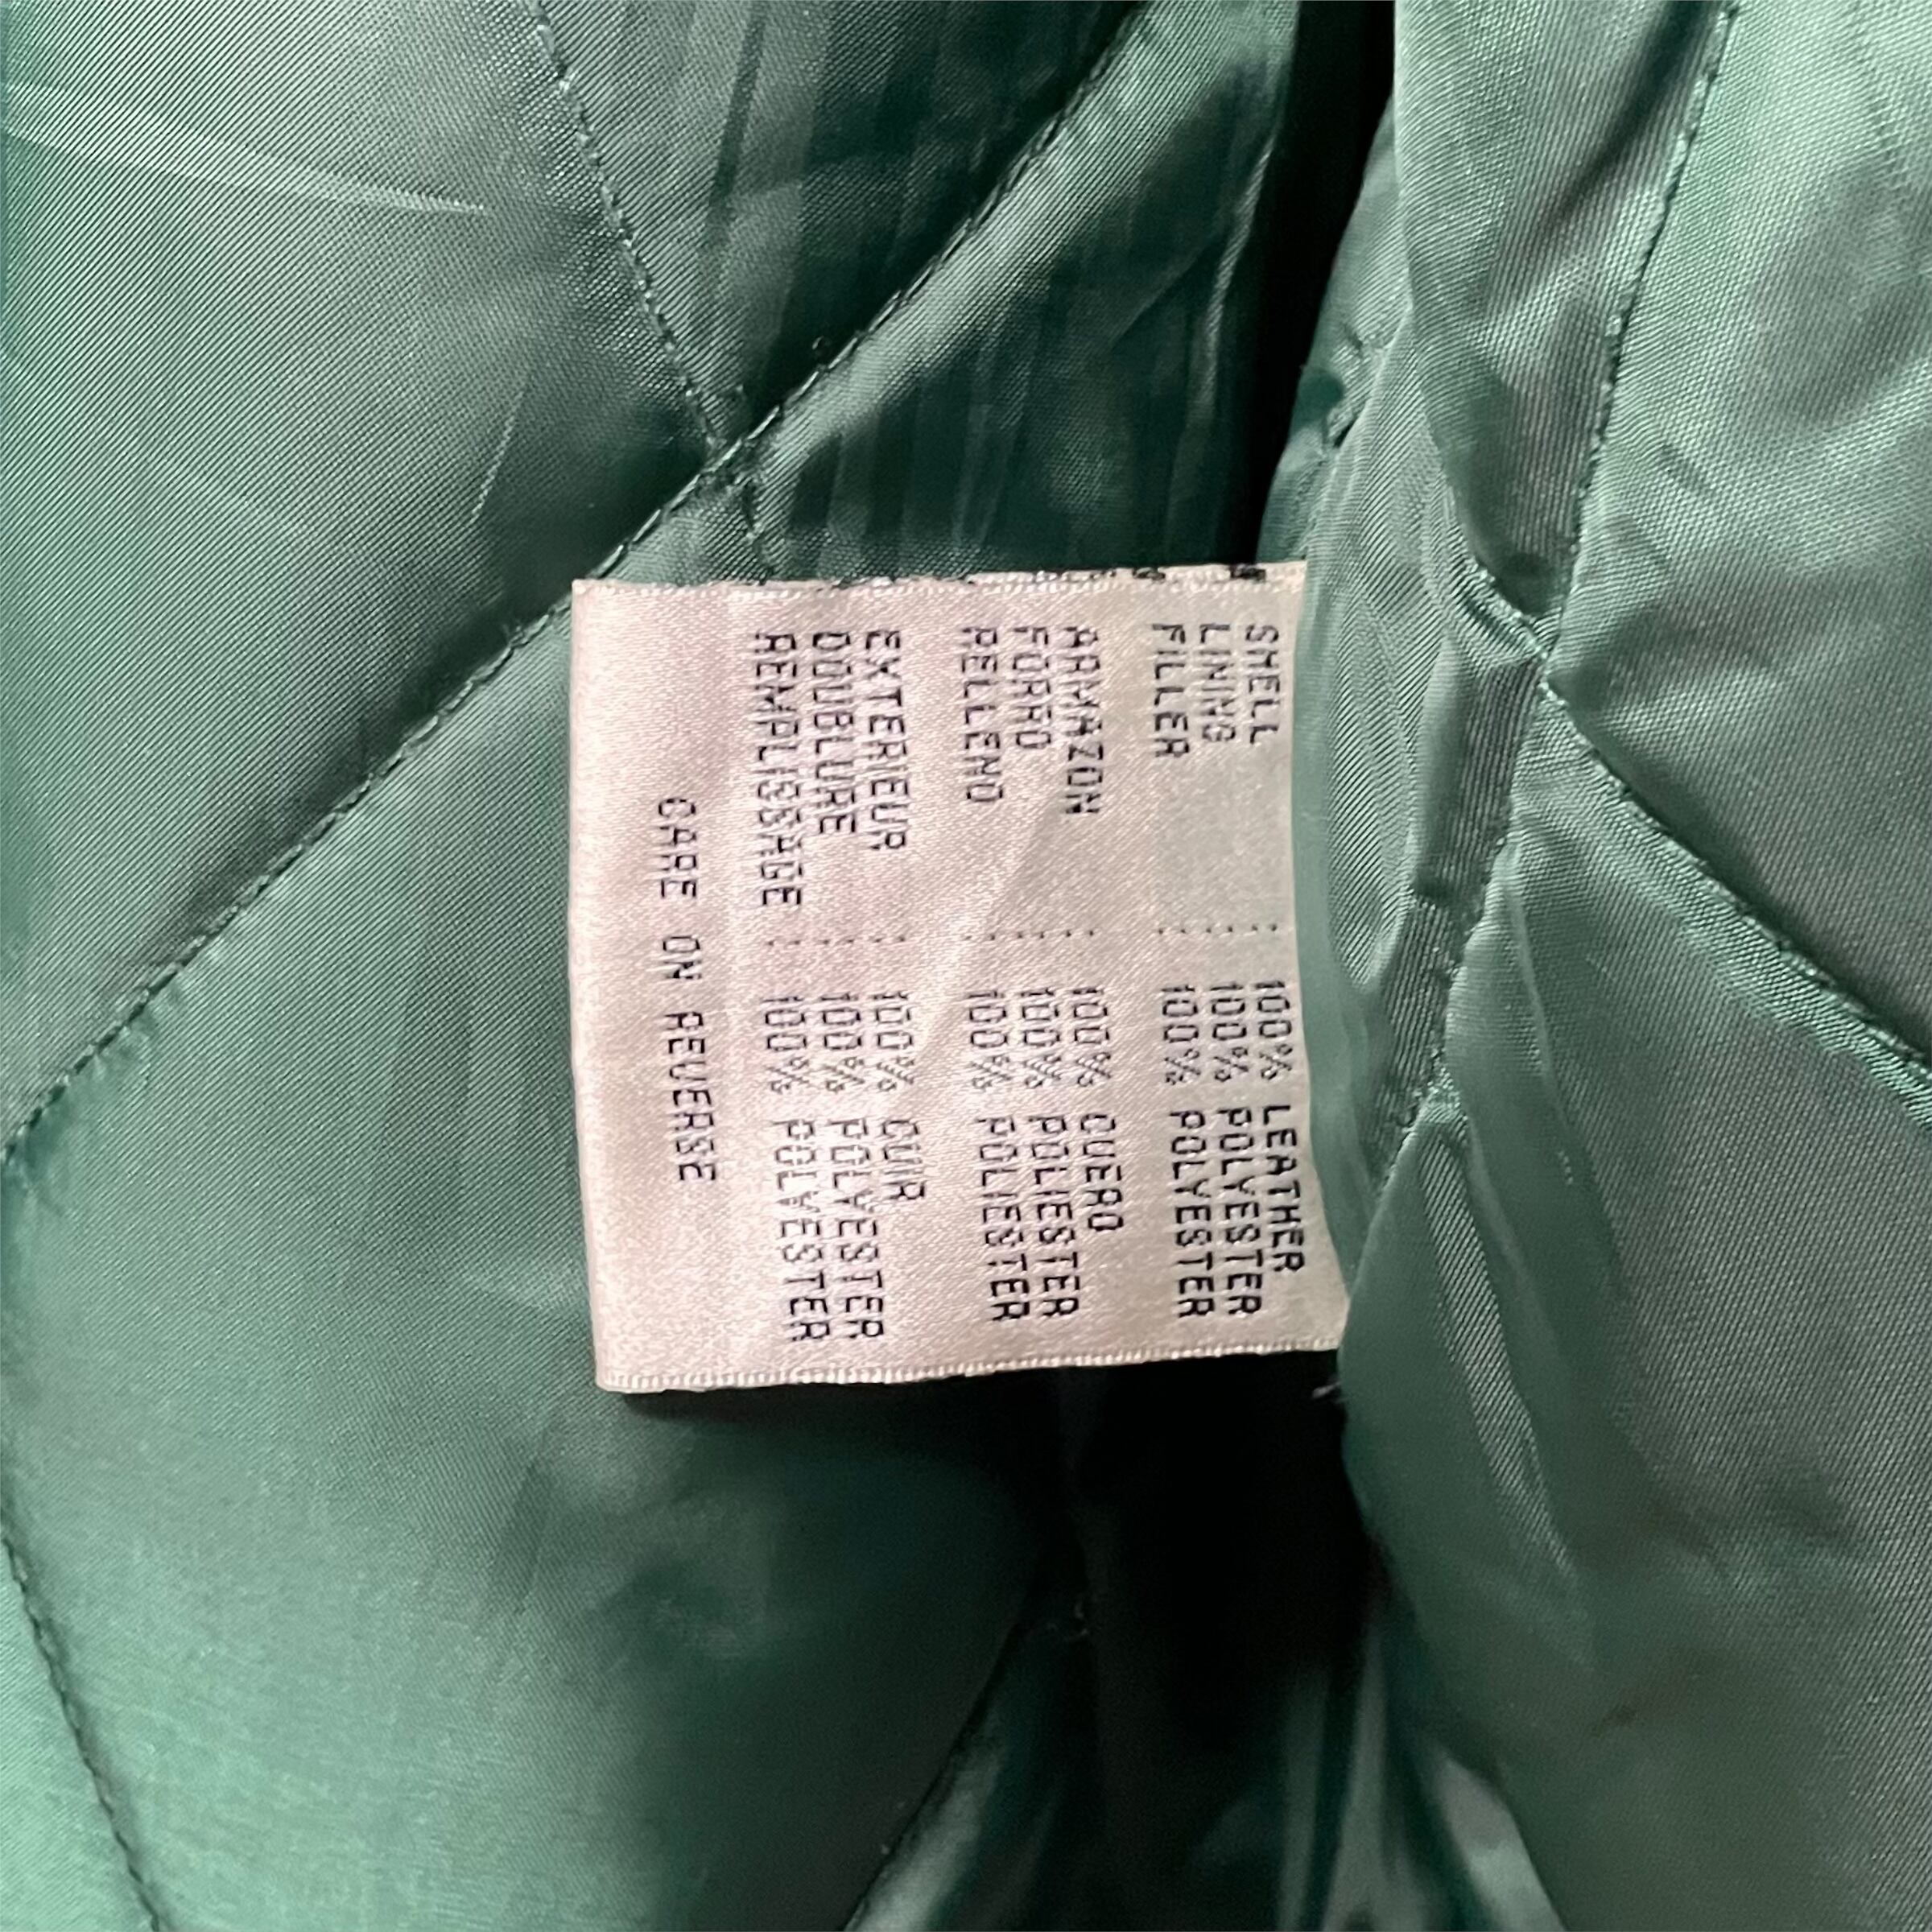 SHELL : 100% LEATHER
LINING : 100% POLYESTER
FILLER : 100% POLYESTER
ARMAZON : 100% CUERO
FORRO : 100% POLIESTER
RELLENO : 100% POLIESTER
EXTERIEUR : 100% CUIR
DOUBLURE : 100% POLYESTER
REMPLISSAGE : 100% POLYESTER
CARE ON REVERSE